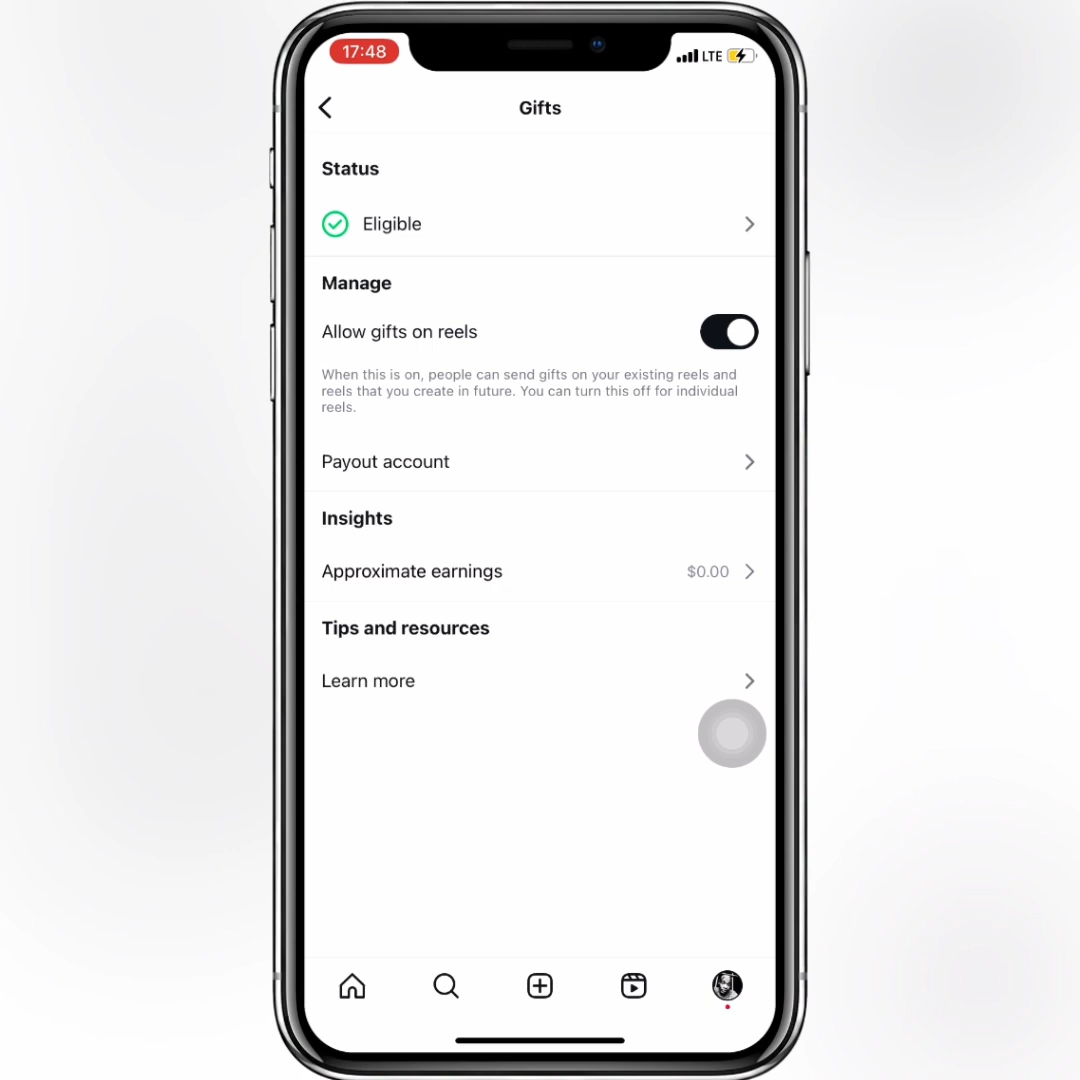 17:48
LTE
Gifts
Status
Eligible
Manage
Allow gifts on reels
When this is on, people can send gifts on your existing reels and
reels that you create in future. You can turn this off for individual
reels.
Payout account
Insights
Approximate earnings $0.00
Tips and resources
Learn more